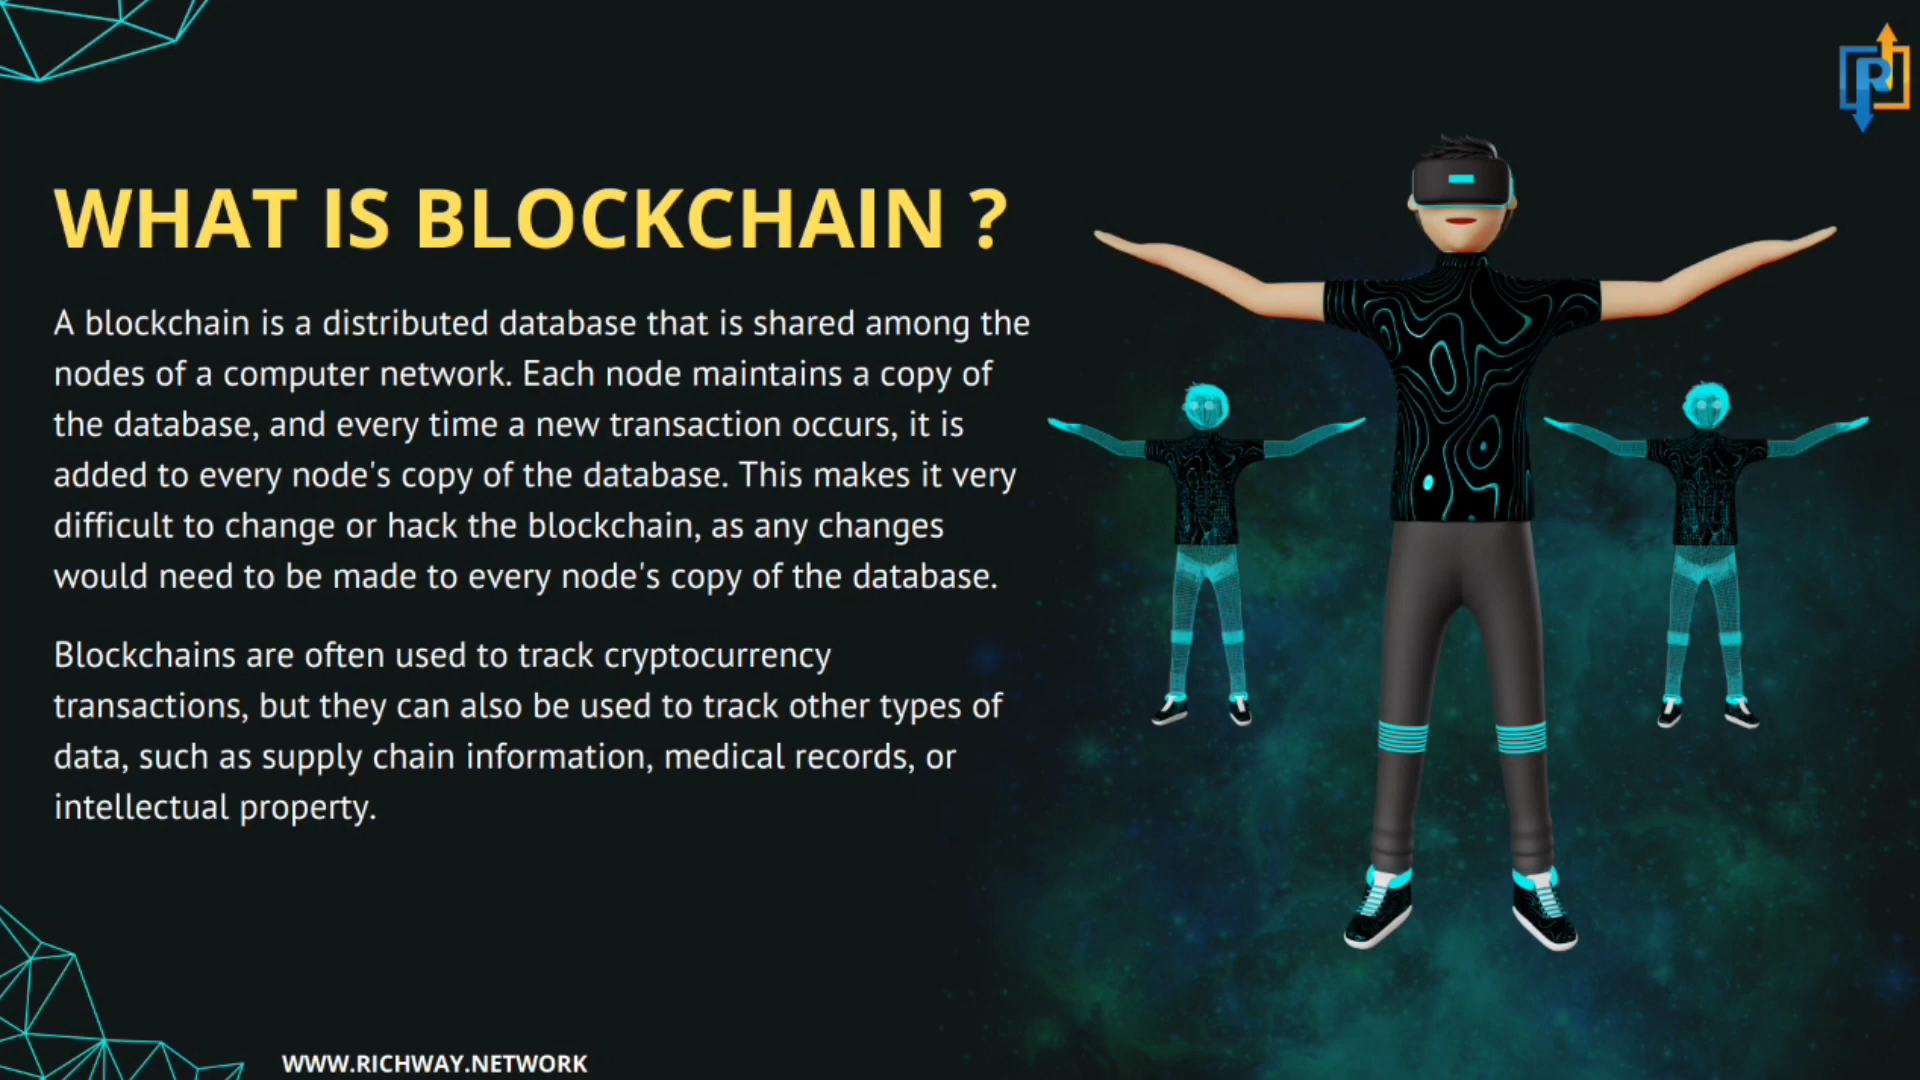 WHAT IS BLOCKCHAIN ?
A blockchain is a distributed database that is shared among the
nodes of a computer network. Each node maintains a copy of
the database, and every time a new transaction occurs, it is
added to every node's copy of the database. This makes it very
difficult to change or hack the blockchain, as any changes
would need to be made to every node's copy of the database.
Blockchains are often used to track cryptocurrency
transactions, but they can also be used to track other types of
data, such as supply chain information, medical records, or
intellectual property.
WWW.RICHWAY.NETWORK